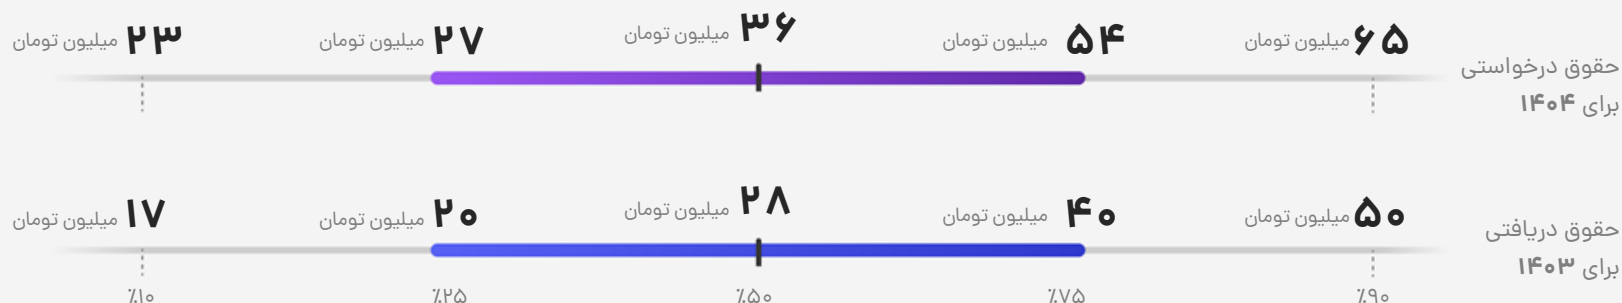 حقوق درخواستی
برای ۱۴۰۴
۶۵ میلیون تومان
۵۴ میلیون تومان
۳۶ میلیون تومان
۲۷ میلیون تومان
۲۳ میلیون تومان
حقوق دریافتی
برای ۱۴۰۳
۵۰ میلیون تومان
۴۰ میلیون تومان
۲۸ میلیون تومان
۲۰ میلیون تومان
۱۷ میلیون تومان
٪۹۰
٪۷۵
٪۵۰
٪۲۵
٪۱۰